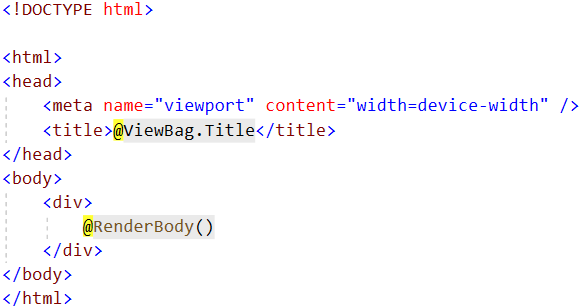 <!DOCTYPE html>
<html>
<head>
<meta name="viewport" content="width=device-width" />
<title>@ViewBag.Title</title>
</head>
<body>
<div>
@RenderBody()
</div>
</body>
</html>